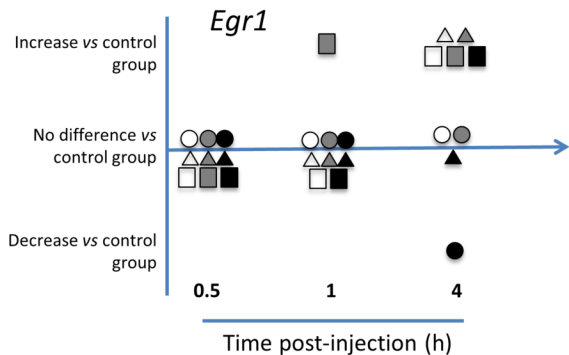 Egr1
Increase vs control
group
No difference vs
control group
Decrease vs control
group
0.5 1 4
Time post-injection (h)